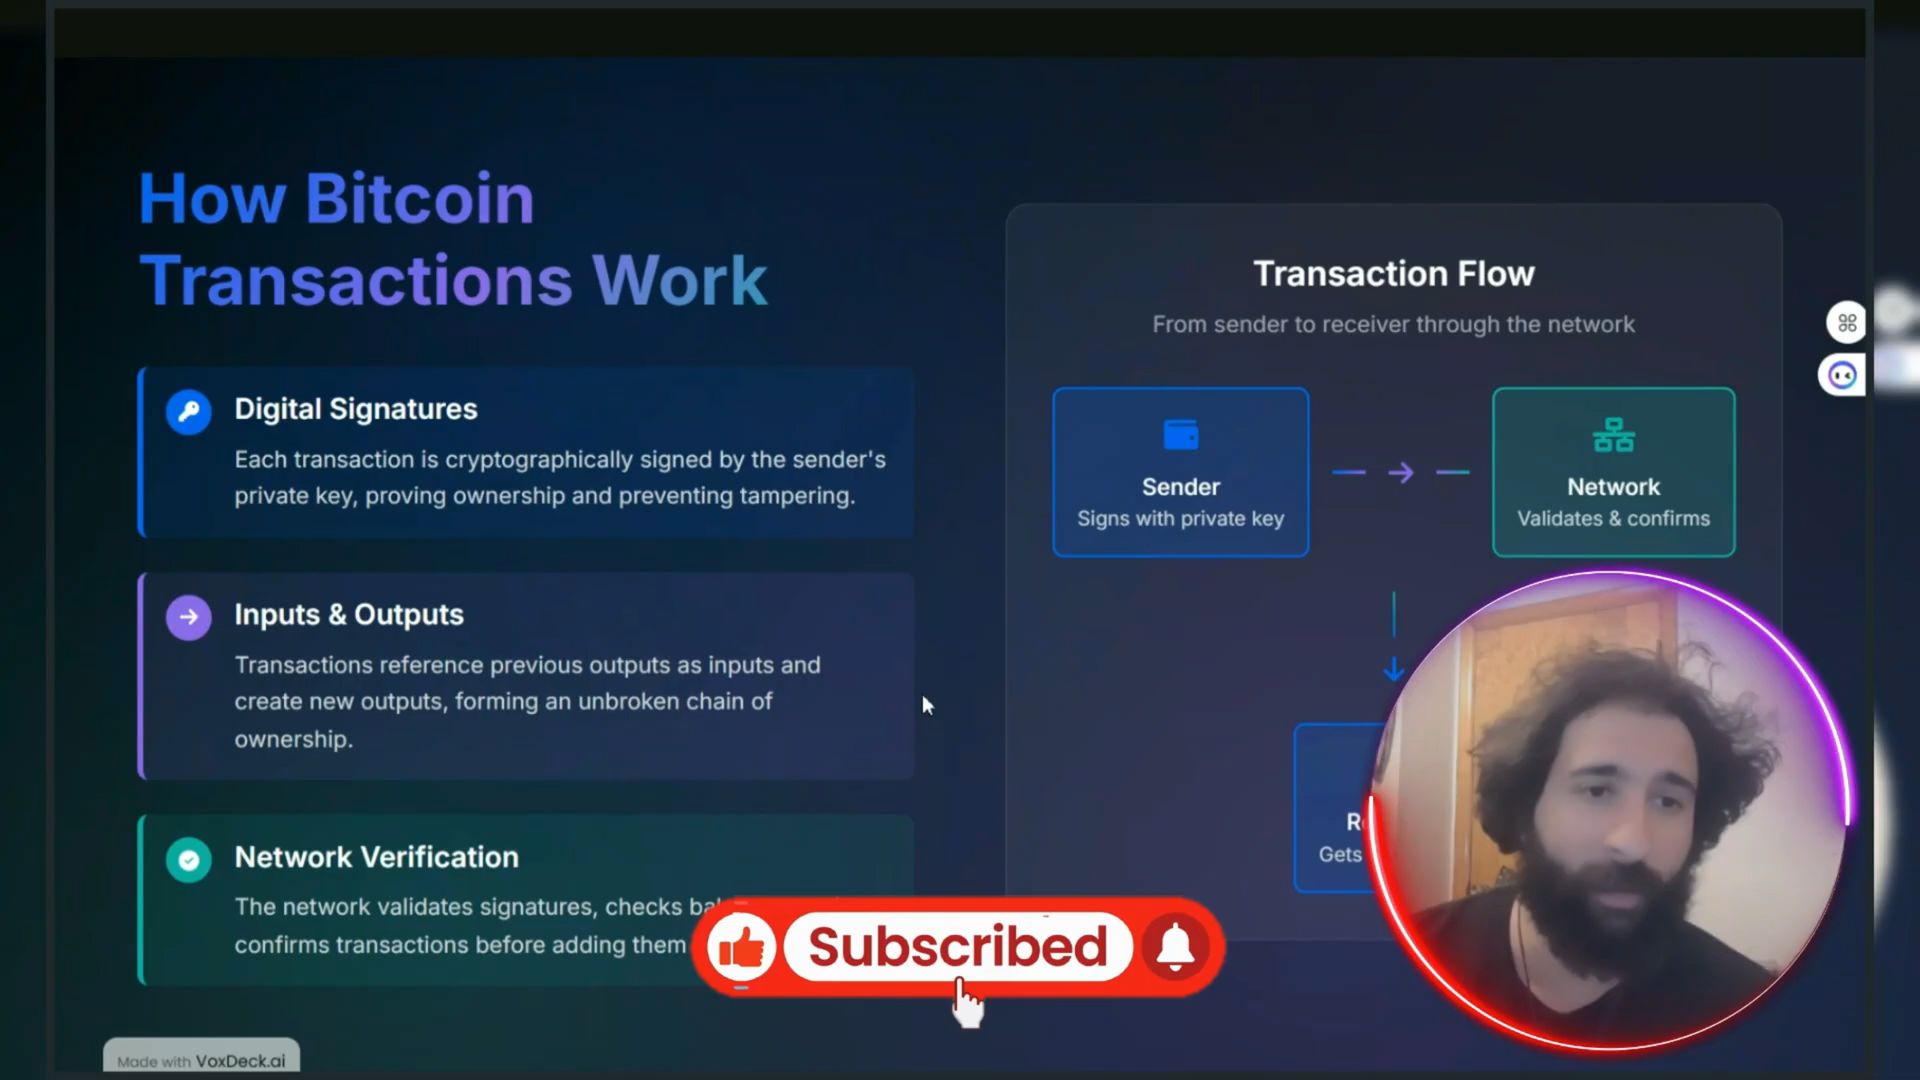 How Bitcoin
Transactions Work
Digital Signatures
Each transaction is cryptographically signed by the sender's
private key, proving ownership and preventing tampering.
Inputs & Outputs
Transactions reference previous outputs as inputs and
create new outputs, forming an unbroken chain of
ownership.
Network Verification
The network validates signatures, checks
confirms transactions before adding them
Transaction Flow
From sender to receiver through the network
Sender
Signs with private key
Network
Validates & confirms
Gets
Subscribed
Made with VoxDeck.ai